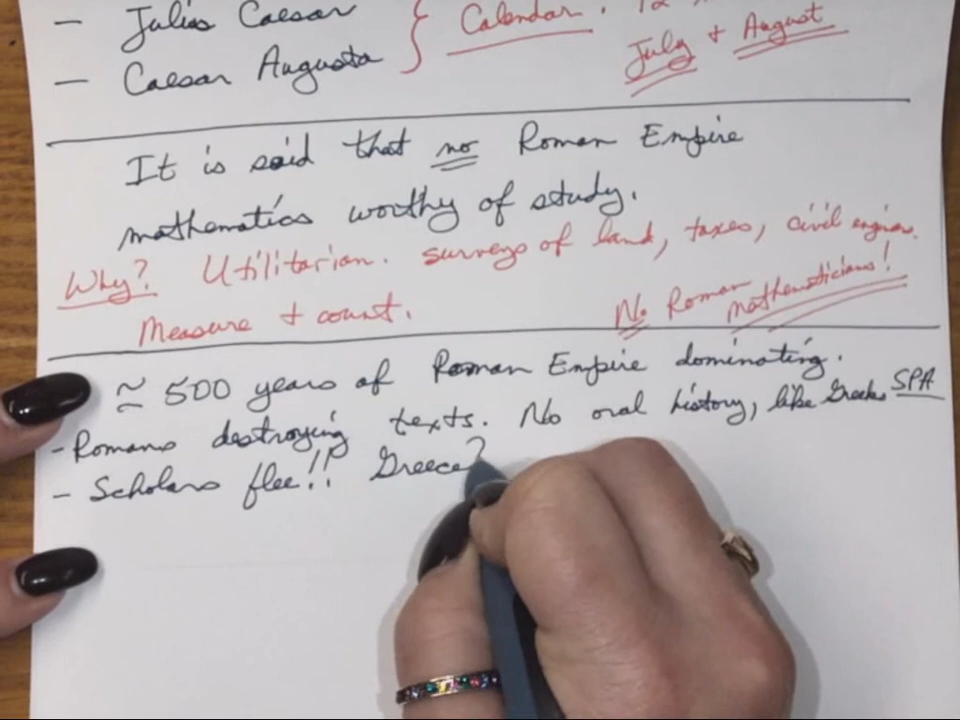 - Julius Caesar
- Caesar Augusta
} Calendar. 12
July & August
It is said that no Roman Empire
mathematics worthy of study.
Why? Utilitarian. surveys of land, taxes, civil engineer.
Measure + count.
No Roman mathematicians!
≈ 500 years of Roman Empire dominating.
- Romans destroying texts. No oral history, like Greeks SPA
- Scholars flee!! Greece?